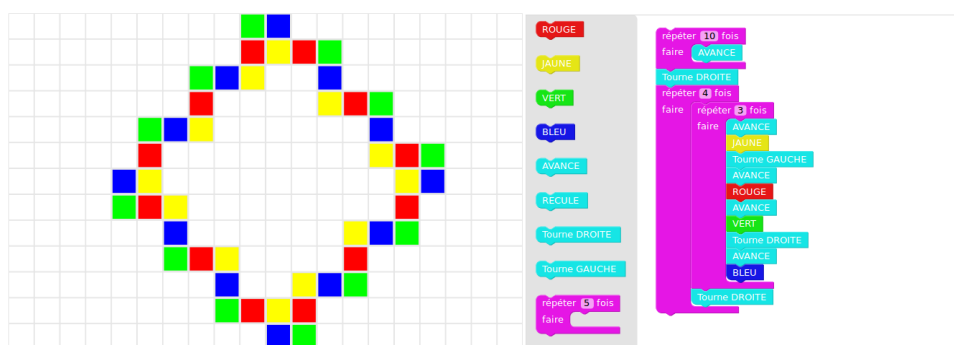 ROUGE
JAUNE
VERT
BLEU
AVANCE
RECULE
Tourne DROITE
Tourne GAUCHE
répéter 5 fois
faire
répéter 10 fois
faire AVANCE
Tourne DROITE
répéter 4 fois
faire répéter 3 fois
faire AVANCE
JAUNE
Tourne GAUCHE
AVANCE
ROUGE
AVANCE
VERT
Tourne DROITE
AVANCE
BLEU
Tourne DROITE